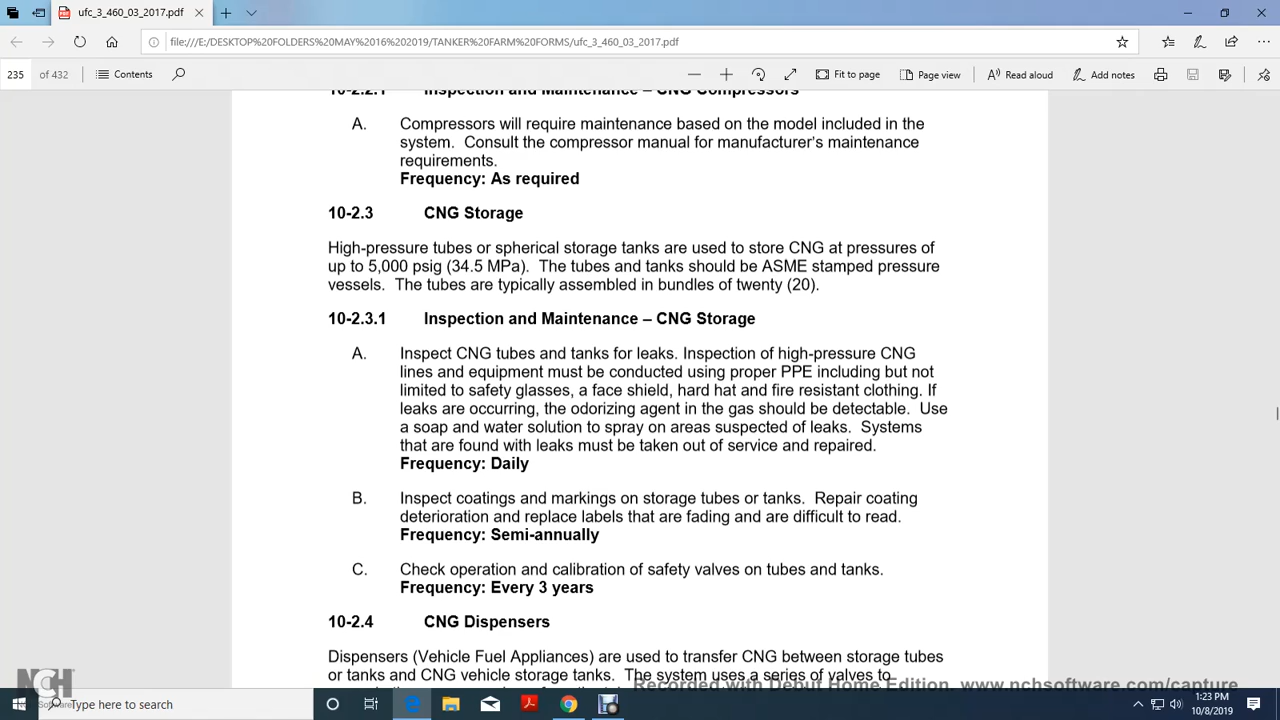 ufc_3_460_03_2017.pdf
file:///E:/DESKTOP%20FOLDERS%20MAY%2016%202019/TANKER%20FARM%20FORMS/ufc_3_460_03_2017.pdf
235 of 432 Contents Fit to page Page view Read aloud Add notes
10-2.2.1 Inspection and Maintenance – CNG Compressors
A. Compressors will require maintenance based on the model included in the
system. Consult the compressor manual for manufacturer's maintenance
requirements.
Frequency: As required
10-2.3 CNG Storage
High-pressure tubes or spherical storage tanks are used to store CNG at pressures of
up to 5,000 psig (34.5 MPa). The tubes and tanks should be ASME stamped pressure
vessels. The tubes are typically assembled in bundles of twenty (20).
10-2.3.1 Inspection and Maintenance – CNG Storage
A. Inspect CNG tubes and tanks for leaks. Inspection of high-pressure CNG
lines and equipment must be conducted using proper PPE including but not
limited to safety glasses, a face shield, hard hat and fire resistant clothing. If
leaks are occurring, the odorizing agent in the gas should be detectable. Use
a soap and water solution to spray on areas suspected of leaks. Systems
that are found with leaks must be taken out of service and repaired.
Frequency: Daily
B. Inspect coatings and markings on storage tubes or tanks. Repair coating
deterioration and replace labels that are fading and are difficult to read.
Frequency: Semi-annually
C. Check operation and calibration of safety valves on tubes and tanks.
Frequency: Every 3 years
10-2.4 CNG Dispensers
Dispensers (Vehicle Fuel Appliances) are used to transfer CNG between storage tubes
or tanks and CNG vehicle storage tanks. The system uses a series of valves to
Recorded with Debut Home Edition. www.nchsoftware.com/capture
NCH
Software
Type here to search
1:23 PM
10/8/2019